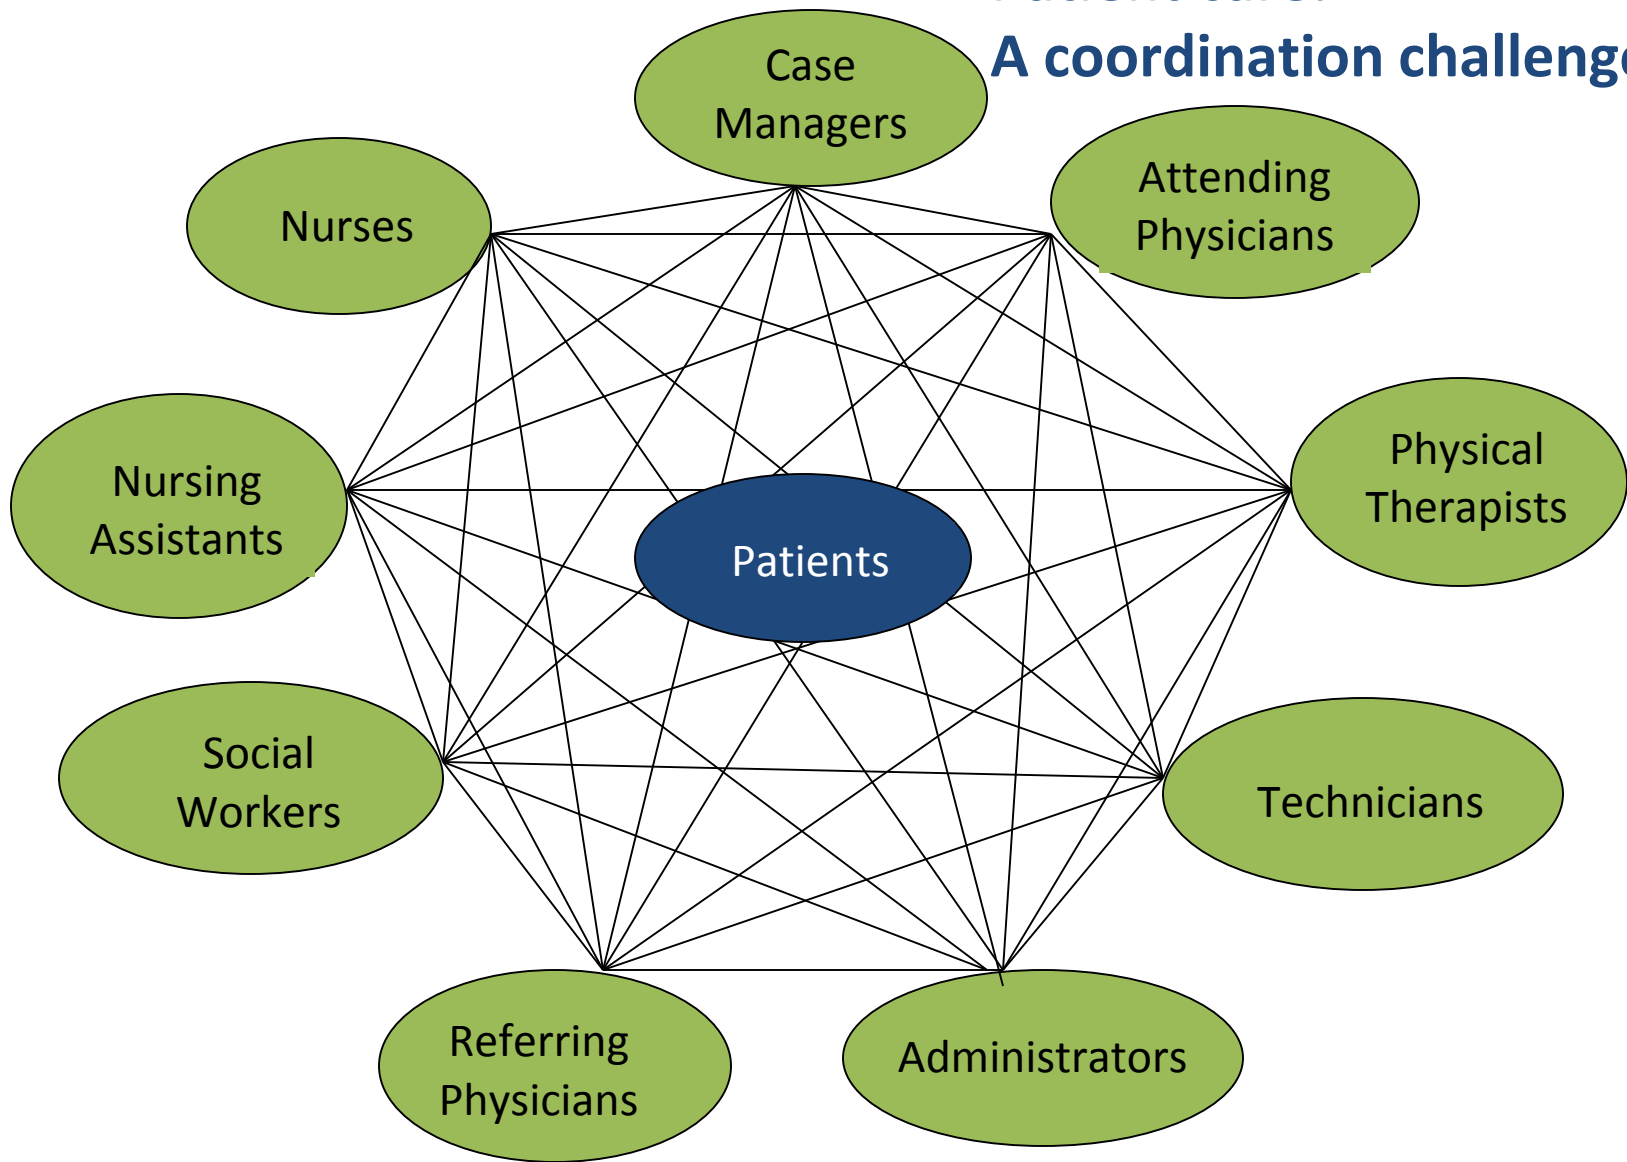 A coordination challenge
Case
Managers
Attending
Physicians
Nurses
Physical
Therapists
Nursing
Assistants
Patients
Social
Workers
Technicians
Referring
Physicians
Administrators